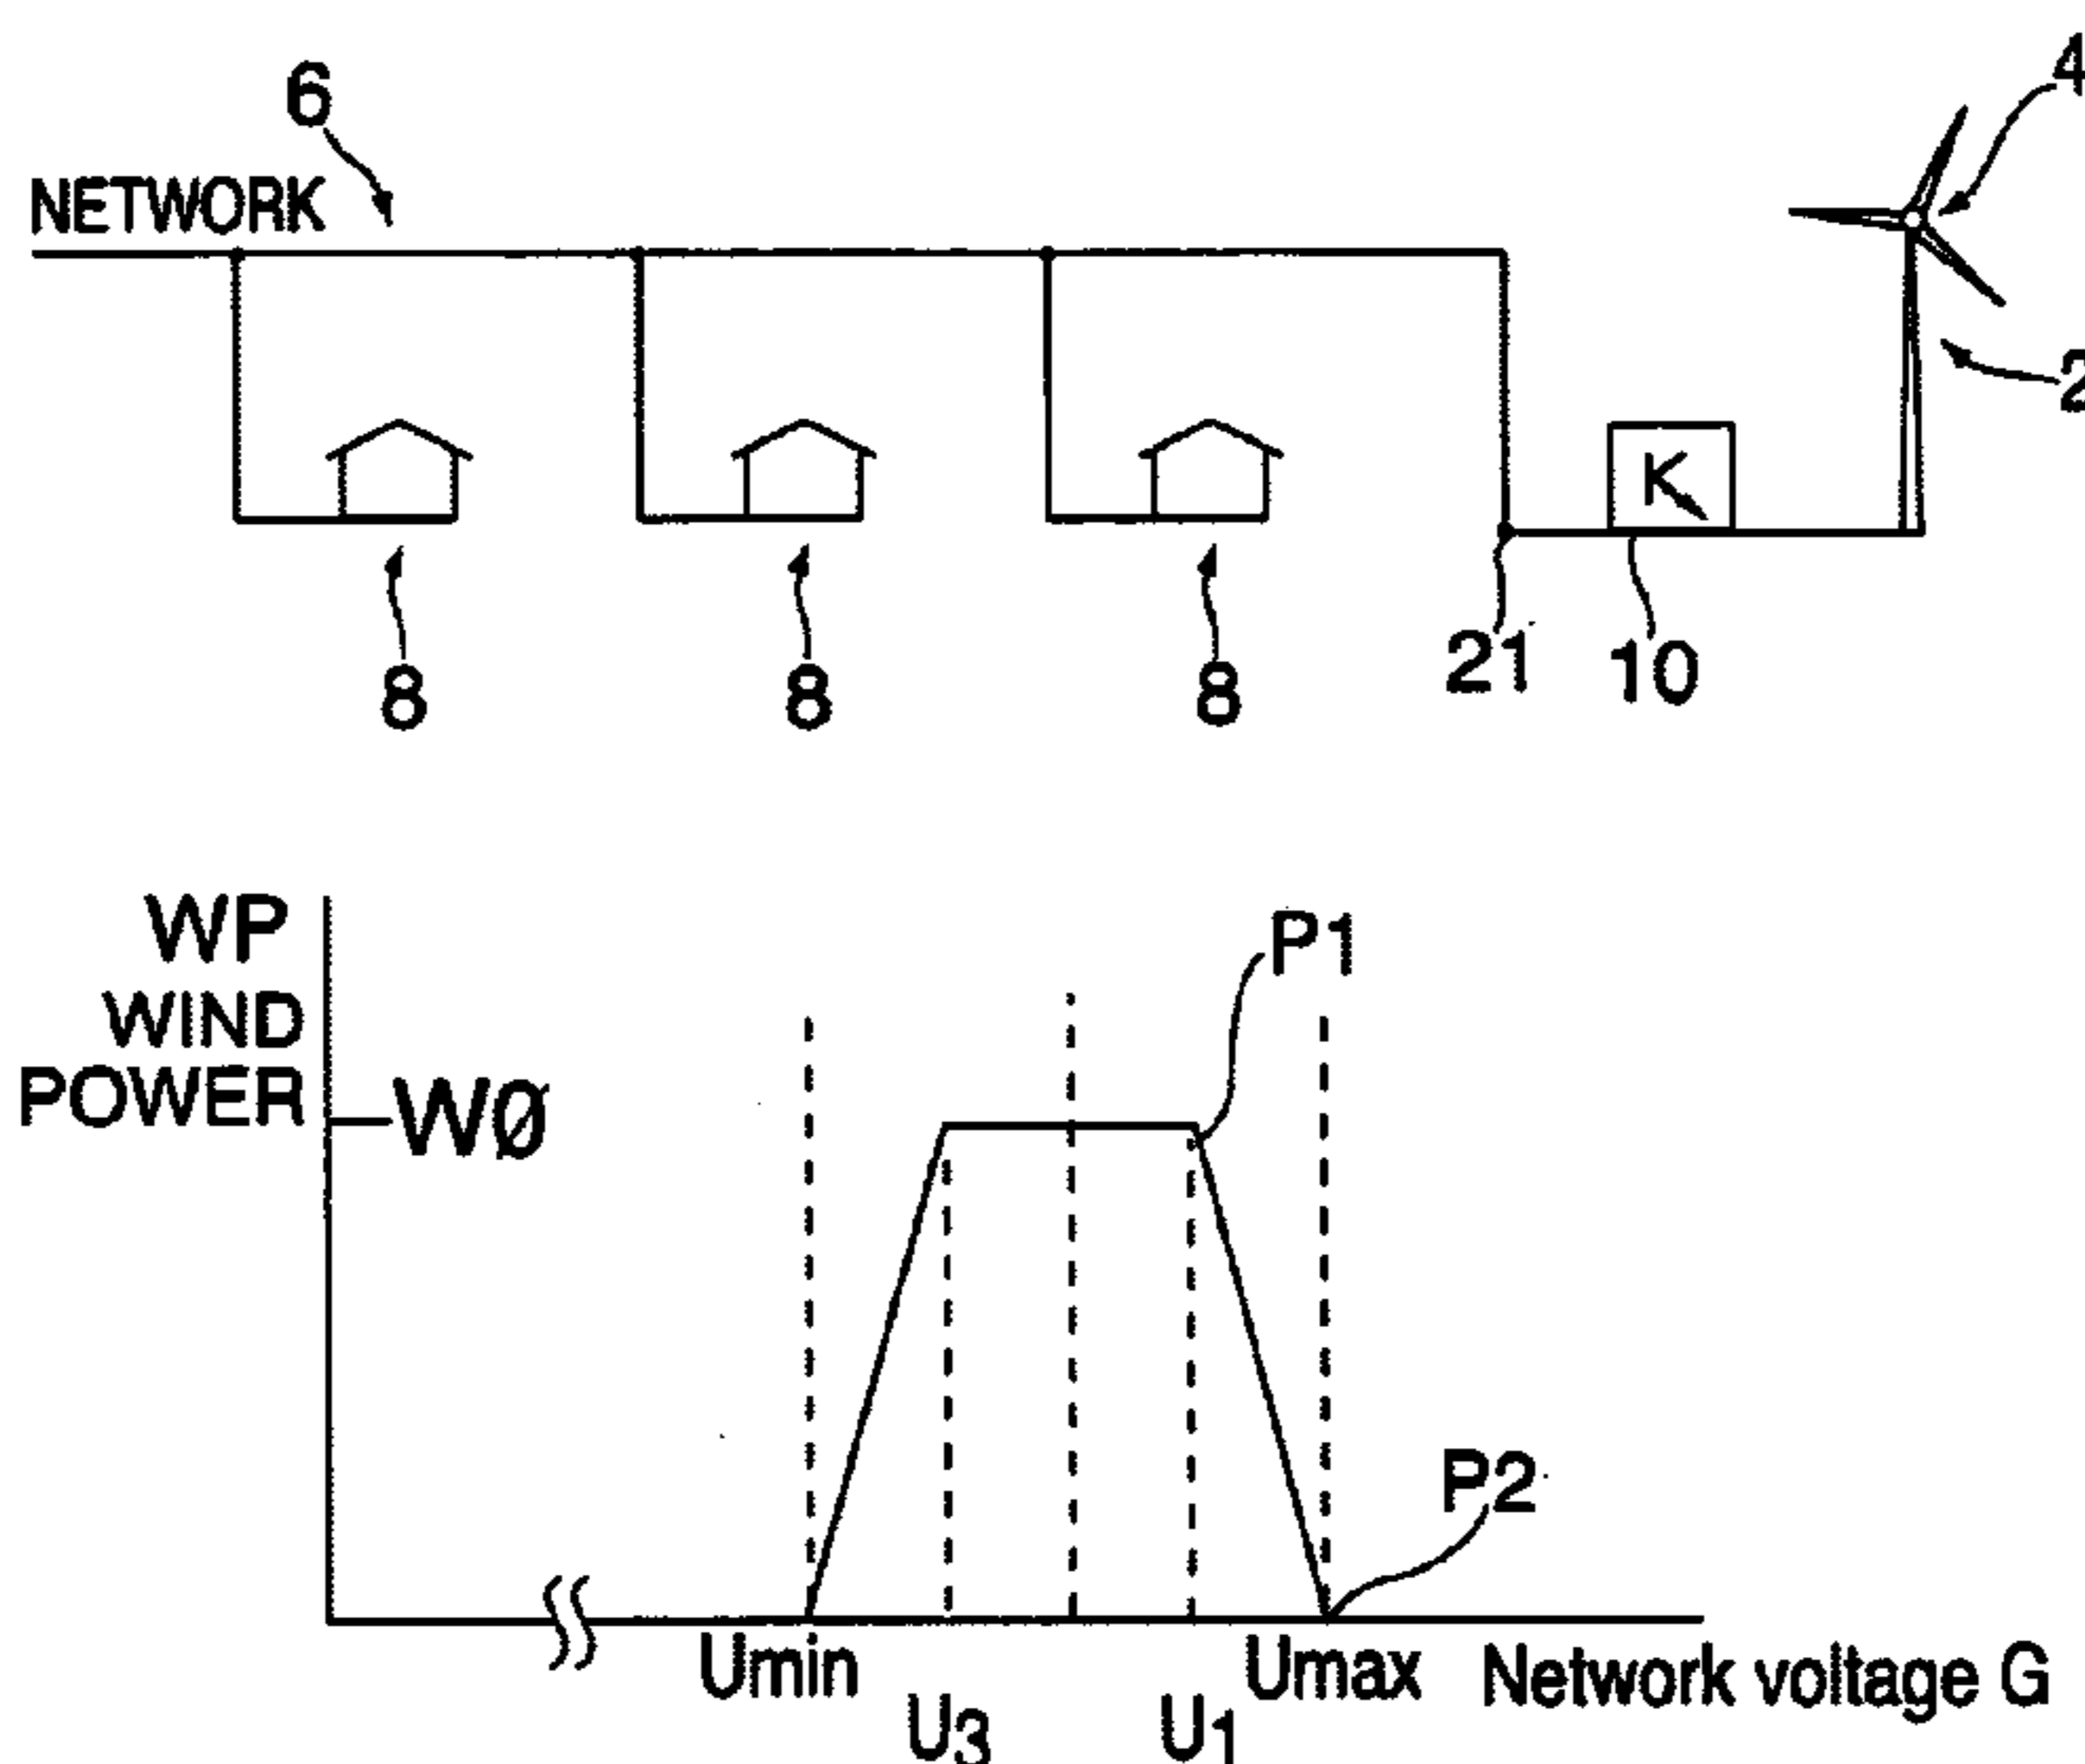 6
4
NETWORK
2
K
8
8
8
21
10
WP
WIND
POWER
WØ
P1
P2
Umin
U3
U1
Umax
Network voltage G